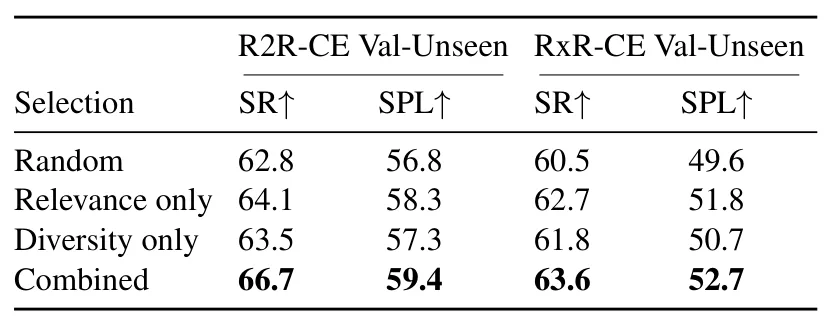 R2R-CE Val-Unseen RxR-CE Val-Unseen
Selection SR↑ SPL↑ SR↑ SPL↑
Random 62.8 56.8 60.5 49.6
Relevance only 64.1 58.3 62.7 51.8
Diversity only 63.5 57.3 61.8 50.7
Combined 66.7 59.4 63.6 52.7